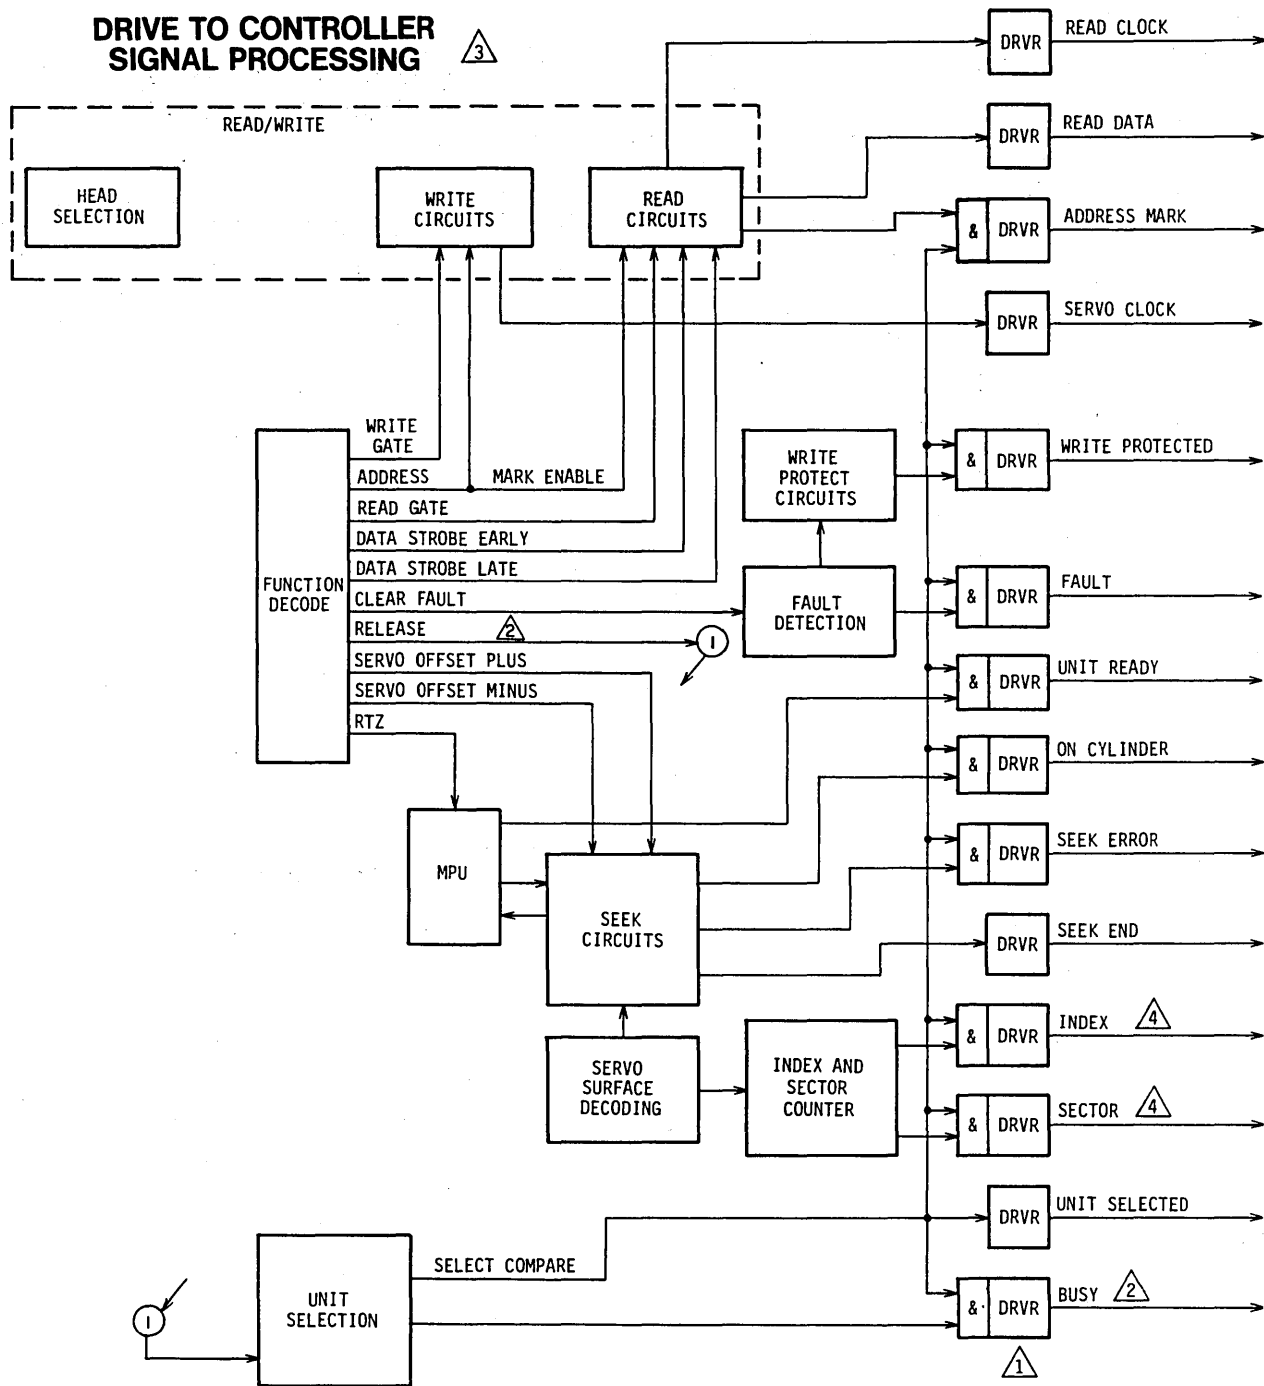 DRIVE TO CONTROLLER
SIGNAL PROCESSING
3
DRVR
READ CLOCK
READ/WRITE
DRVR
READ DATA
HEAD
SELECTION
WRITE
CIRCUITS
READ
CIRCUITS
& DRVR
ADDRESS MARK
DRVR
SERVO CLOCK
FUNCTION
DECODE
WRITE
GATE
ADDRESS MARK ENABLE
READ GATE
DATA STROBE EARLY
DATA STROBE LATE
CLEAR FAULT
RELEASE 2
1
SERVO OFFSET PLUS
SERVO OFFSET MINUS
RTZ
WRITE
PROTECT
CIRCUITS
& DRVR
WRITE PROTECTED
FAULT
DETECTION
& DRVR
FAULT
& DRVR
UNIT READY
& DRVR
ON CYLINDER
MPU
SEEK
CIRCUITS
& DRVR
SEEK ERROR
DRVR
SEEK END
SERVO
SURFACE
DECODING
INDEX AND
SECTOR
COUNTER
& DRVR
INDEX 4
& DRVR
SECTOR 4
DRVR
UNIT SELECTED
1
UNIT
SELECTION
SELECT COMPARE
& DRVR
BUSY 2
1